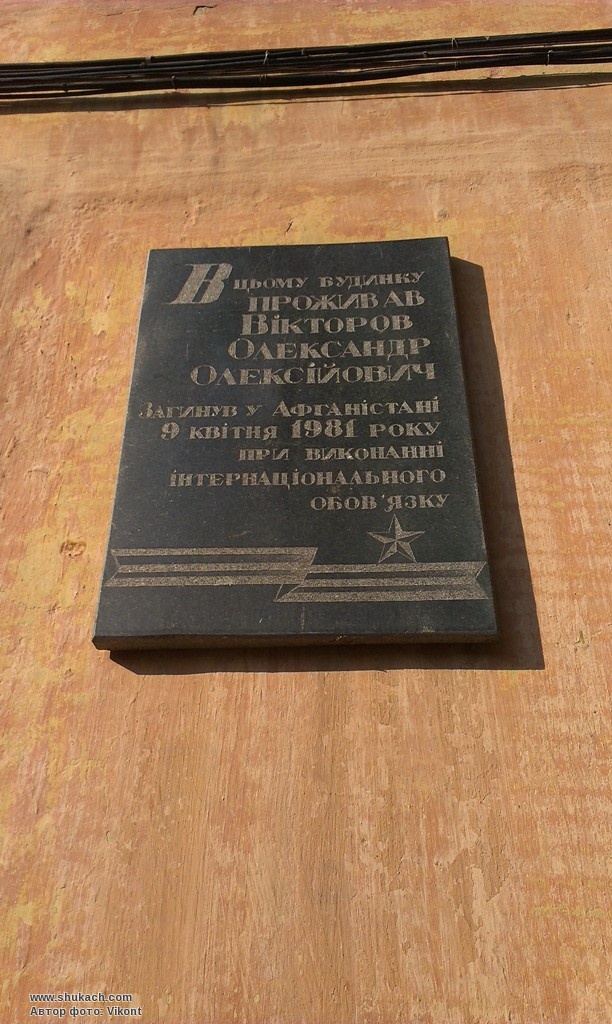 В цьому будинку
проживав
Вікторов
Олександр
Олексійович
Загинув у Афганістані
9 квітня 1981 року
при виконанні
інтернаціонального
обов'язку
www.shukach.com
Автор фото: Vikont